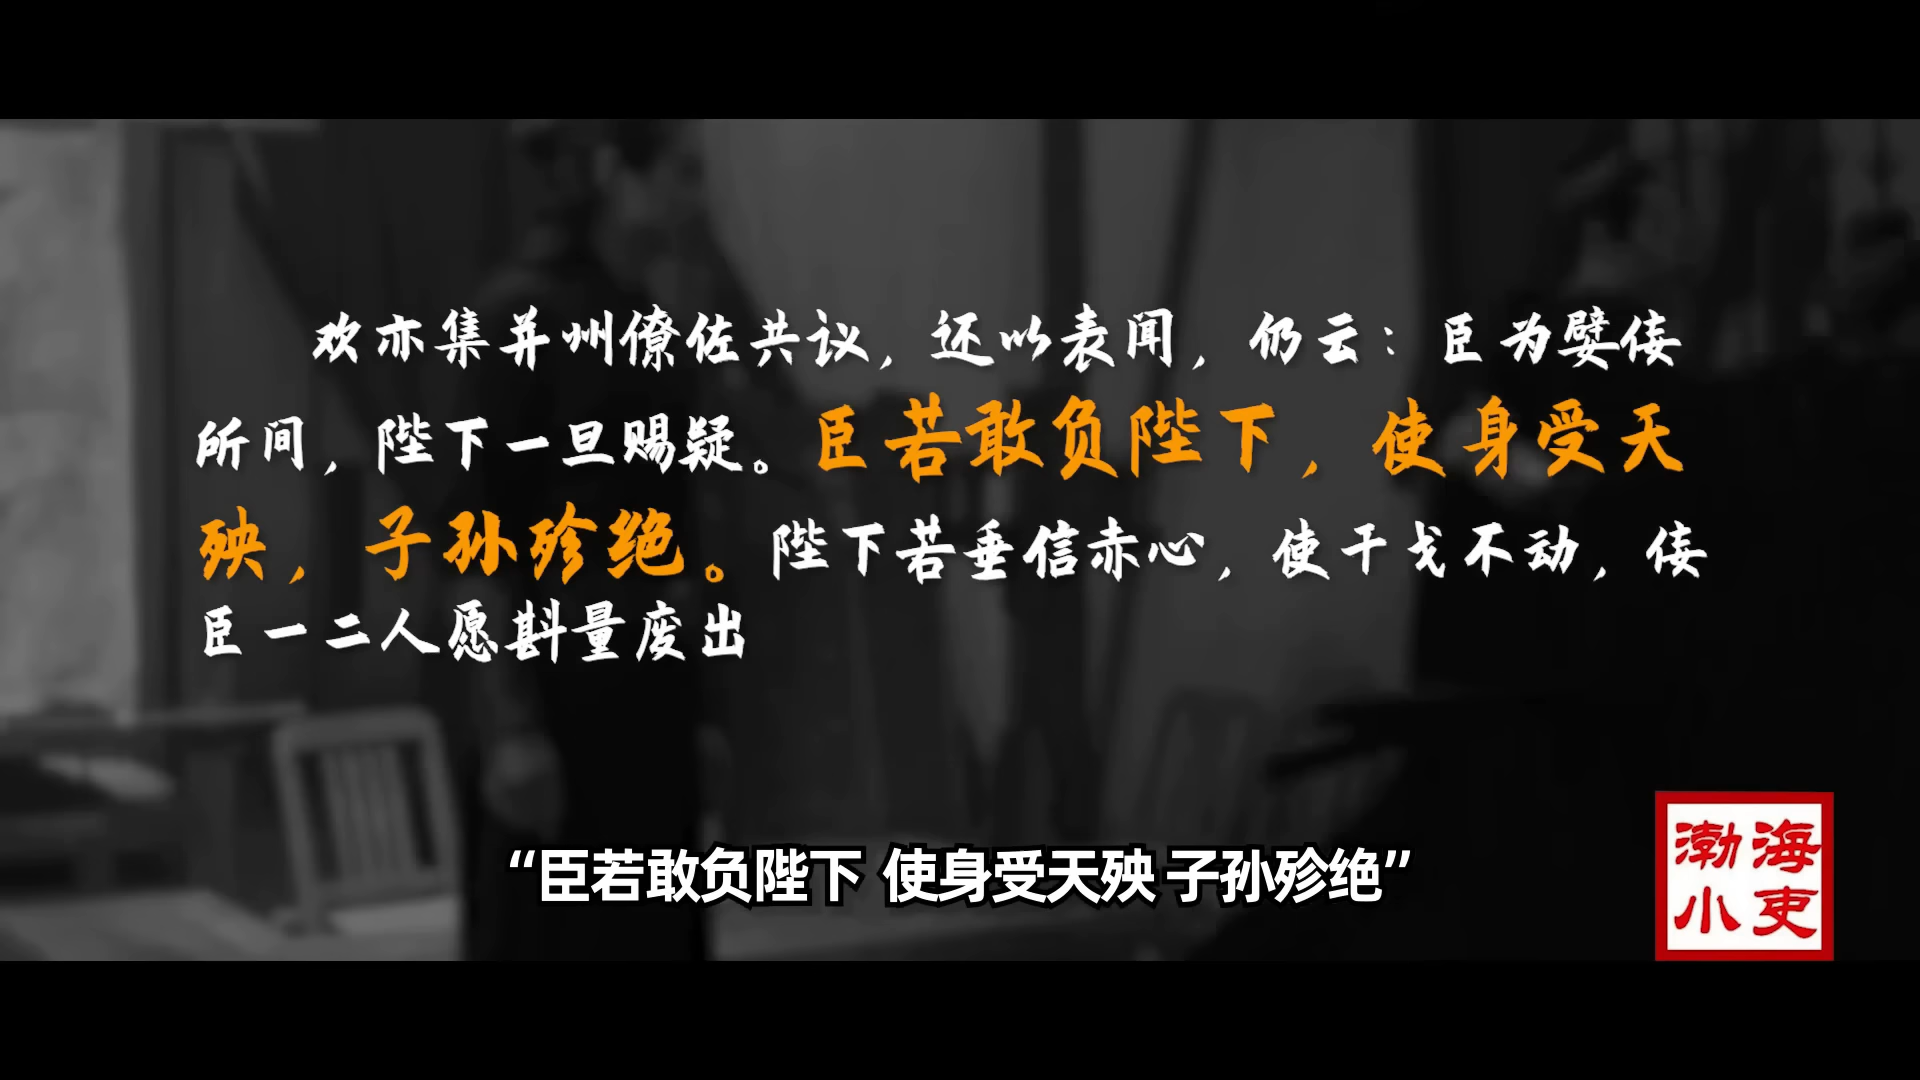 欢亦集并州僚佐共议，还以表闻，仍云：臣为嬖佞
所间，陛下一旦赐疑。臣若敢负陛下，使身受天
殃，子孙殄绝。陛下若垂信赤心，使干戈不动，佞
臣一二人愿斟量废出
“臣若敢负陛下 使身受天殃 子孙殄绝”
渤海
小吏